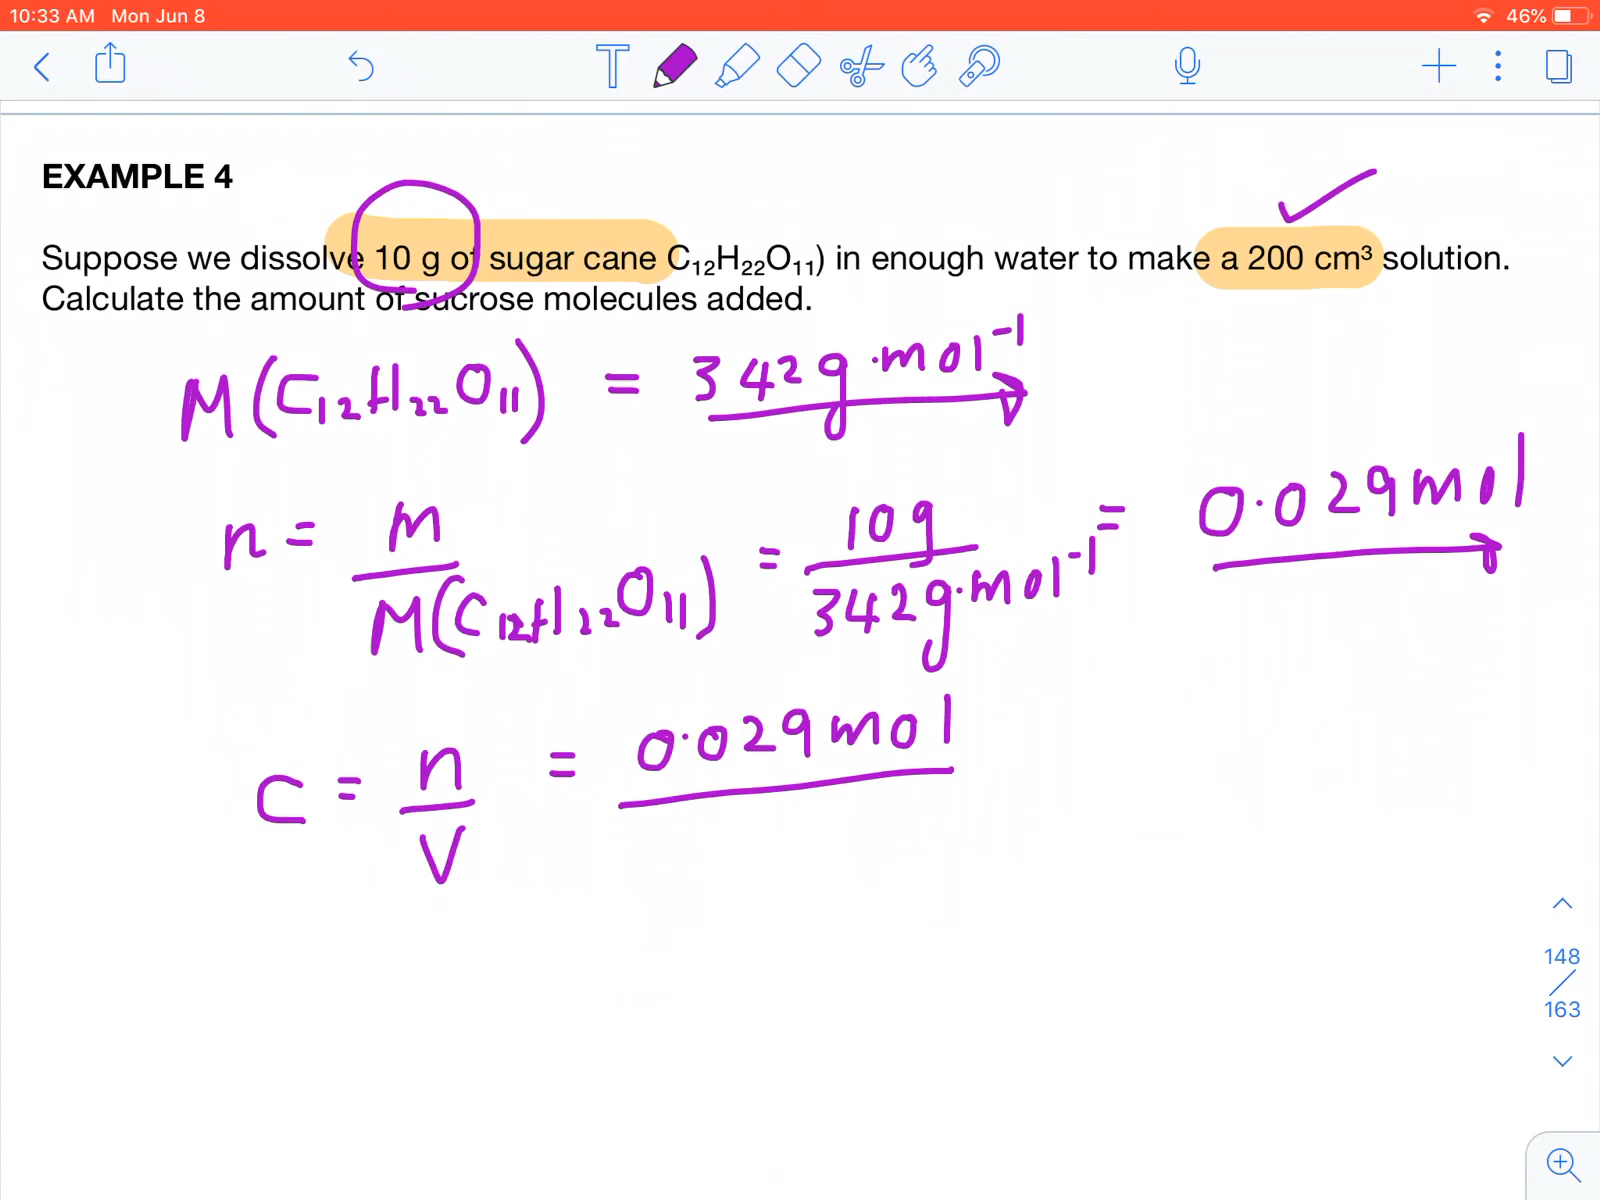 10:33 AM Mon Jun 8 46%
T
EXAMPLE 4
Suppose we dissolve 10 g of sugar cane C₁₂H₂₂O₁₁) in enough water to make a 200 cm³ solution.
Calculate the amount of sucrose molecules added.
M(C₁₂H₂₂O₁₁) = 342g·mol⁻¹
n = m / M(C₁₂H₂₂O₁₁) = 10g / 342g·mol⁻¹ = 0.029mol
c = n / V = 0.029mol
148
163